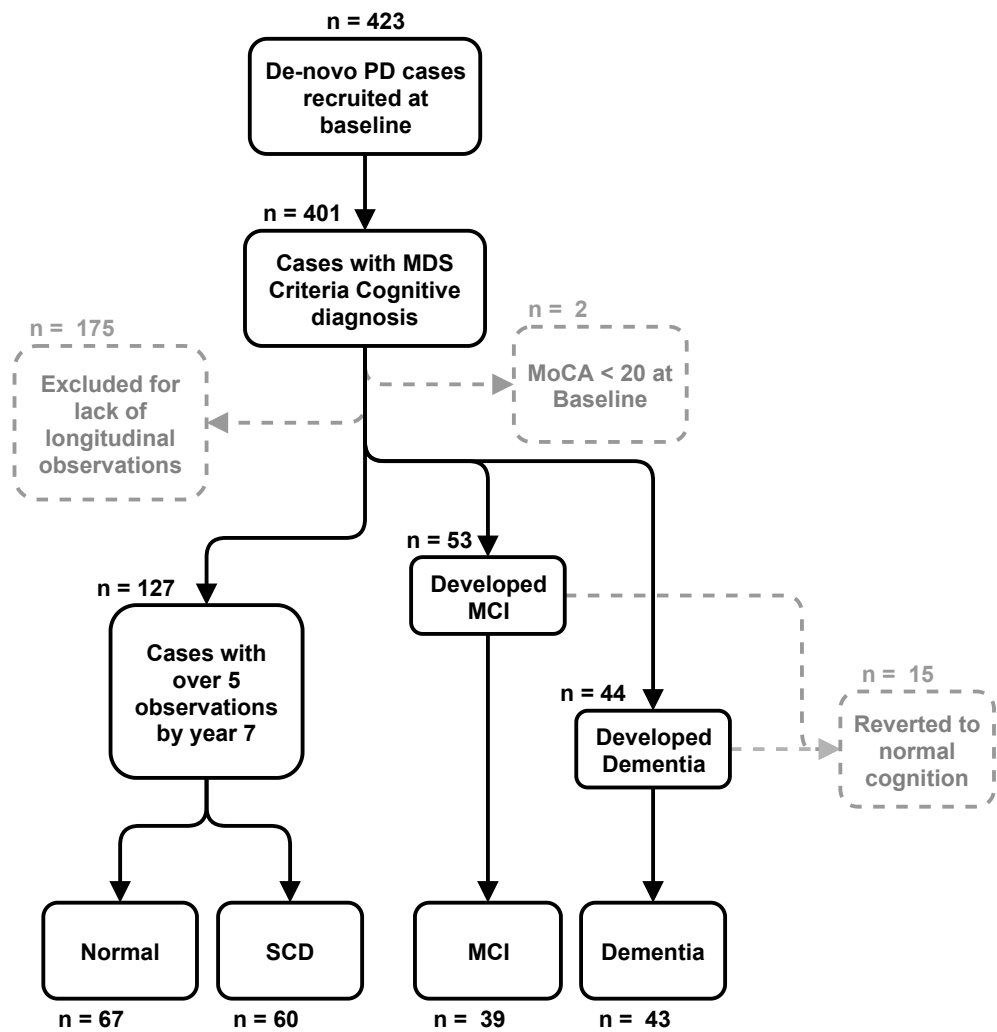 n = 423
De-novo PD cases
recruited at
baseline
n = 401
Cases with MDS
Criteria Cognitive
diagnosis
n =  175
Excluded for
lack of
longitudinal
observations
n =  2
MoCA < 20 at
Baseline
n = 127
Cases with
over 5
observations
by year 7
n = 53
Developed
MCI
n = 44
Developed
Dementia
n =  15
Reverted to
normal
cognition
Normal
SCD
MCI
Dementia
n = 67
n = 60
n =  39
n = 43